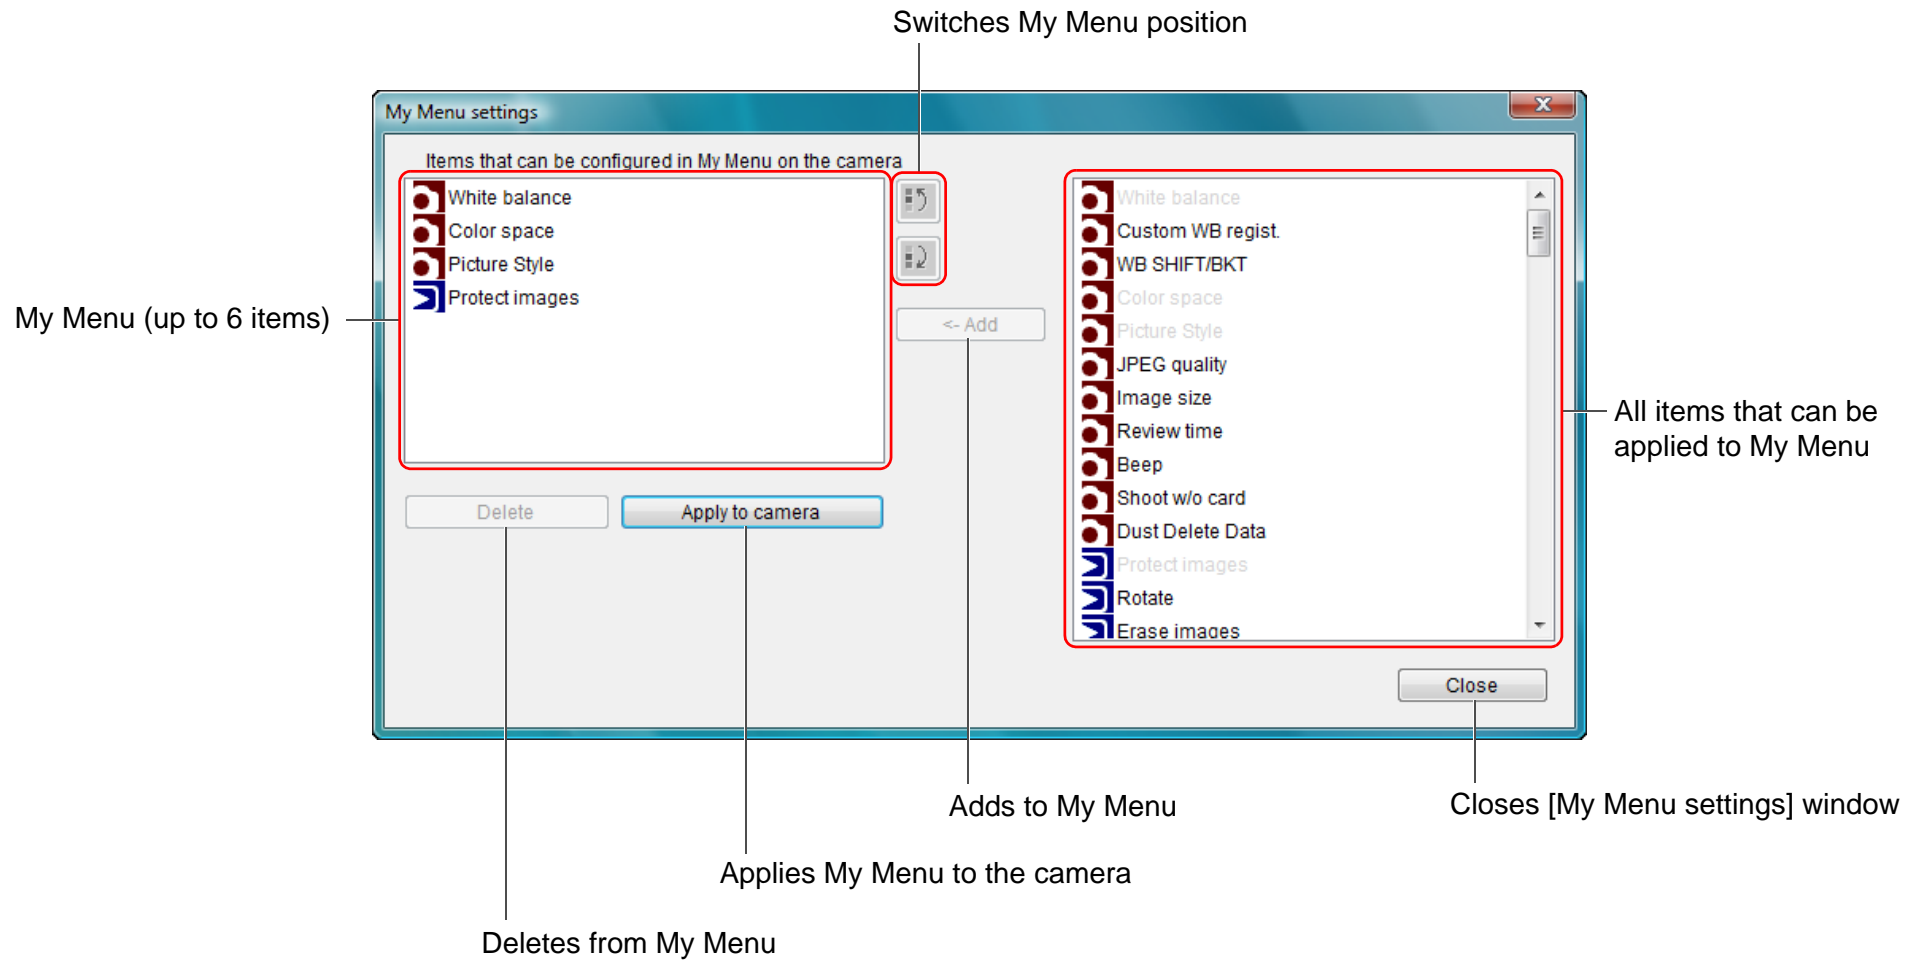 Switches My Menu position
My Menu settings
X
Items that can be configured in My Menu on the camera
White balance
Color space
Picture Style
Protect images
My Menu (up to 6 items)
<- Add
Delete
Apply to camera
White balance
Custom WB regist.
WB SHIFT/BKT
Color space
Picture Style
JPEG quality
Image size
Review time
Beep
Shoot w/o card
Dust Delete Data
Protect images
Rotate
Erase images
All items that can be
applied to My Menu
Close
Adds to My Menu
Closes [My Menu settings] window
Applies My Menu to the camera
Deletes from My Menu